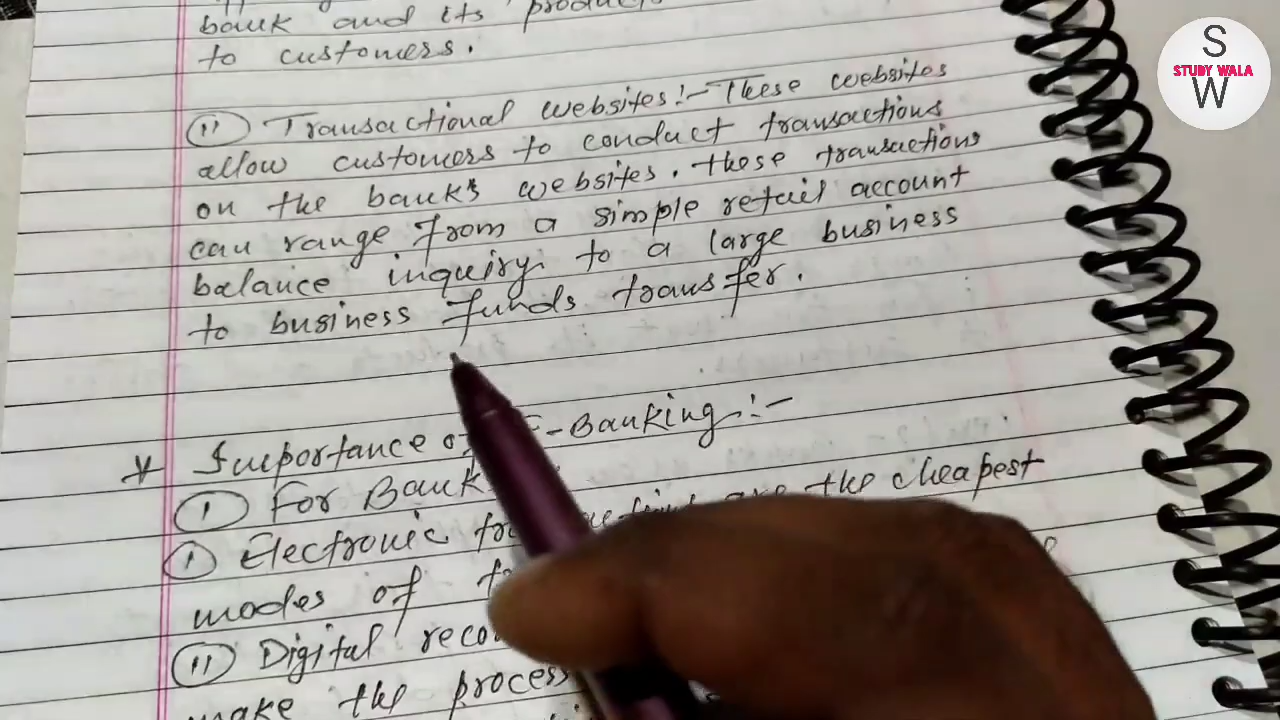 bank and its products
to customers.
(ii) Transactional websites:- These websites
allow customers to conduct transactions
on the bank's websites. These transactions
can range from a simple retail account
balance inquiry to a large business
to business funds transfer.
* Importance of E-Banking:-
(i) For Bank
(i) Electronic are the cheapest
modes of
(ii) Digital
make the process
S
STUDY WALA
W